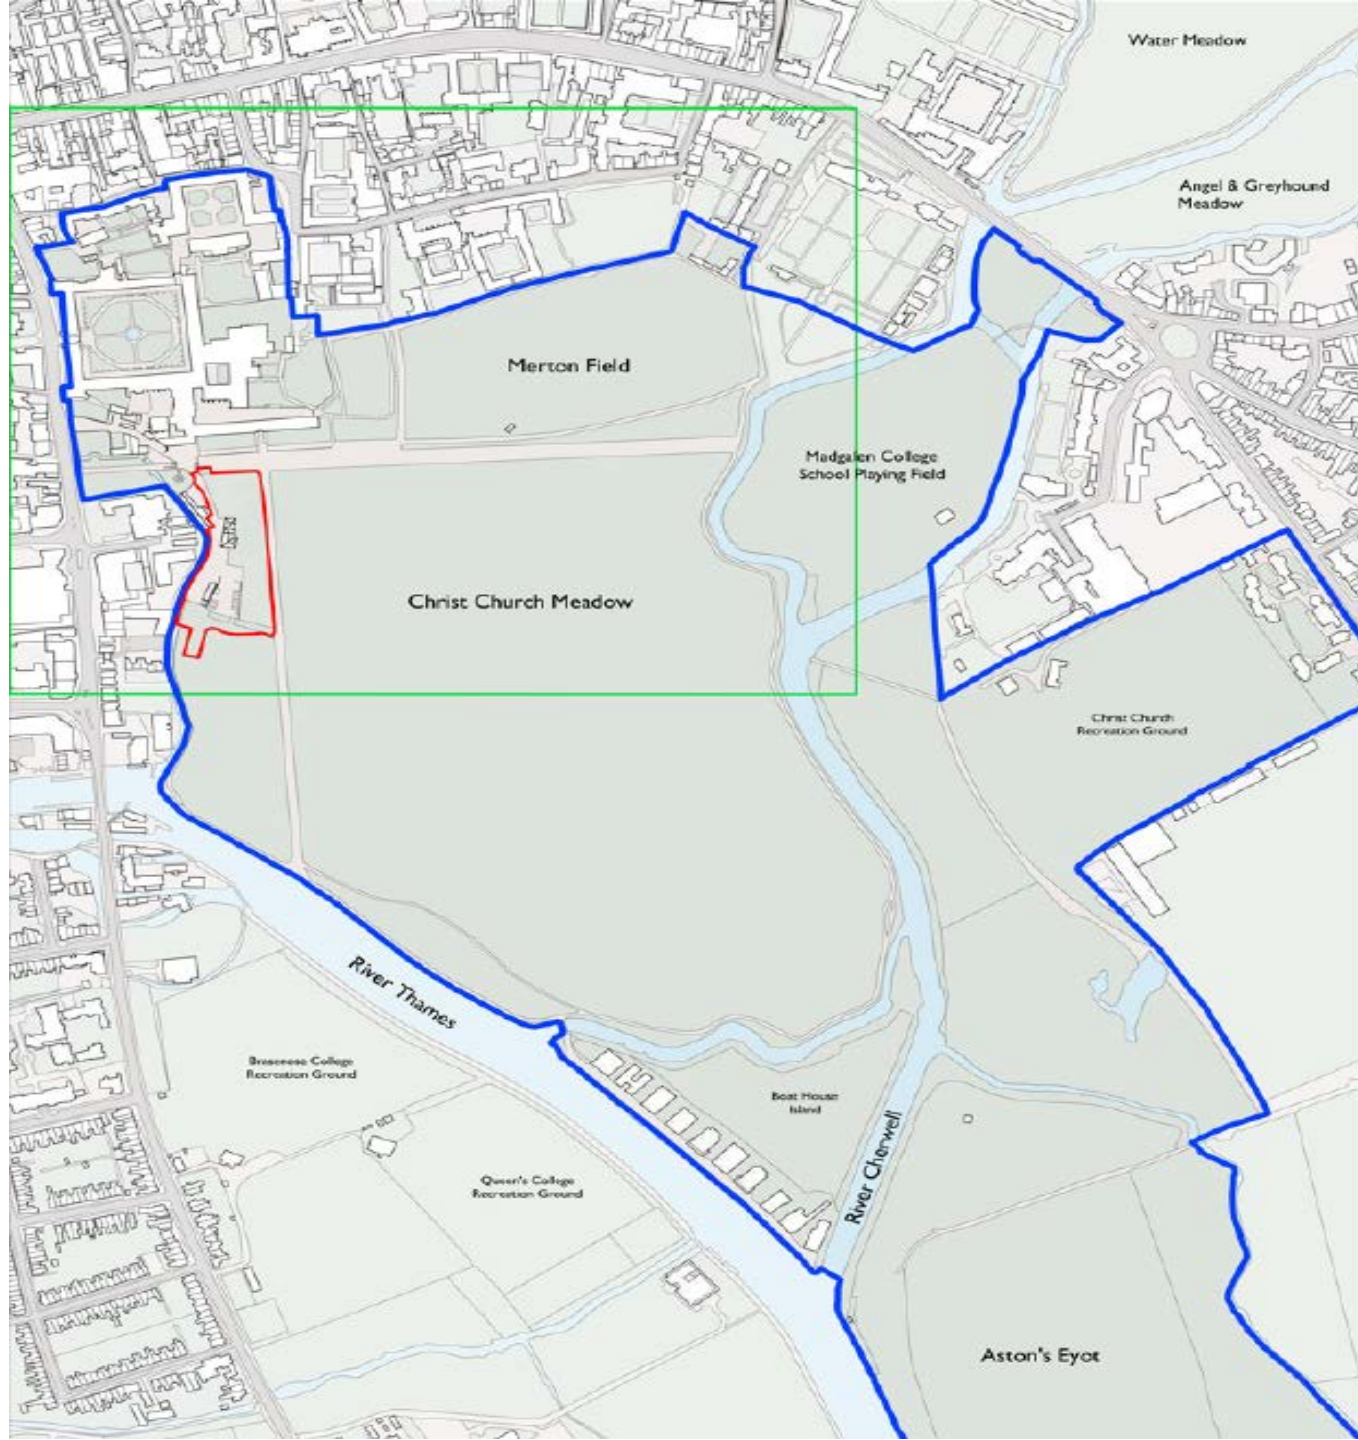 Water Meadow
Angel & Greyhound
Meadow
Merton Field
Madgalen College
School Playing Field
Christ Church Meadow
Christ Church
Recreation Ground
River Thames
Brasenose College
Recreation Ground
Boat House
Island
River Cherwell
Queen's College
Recreation Ground
Aston's Eyot